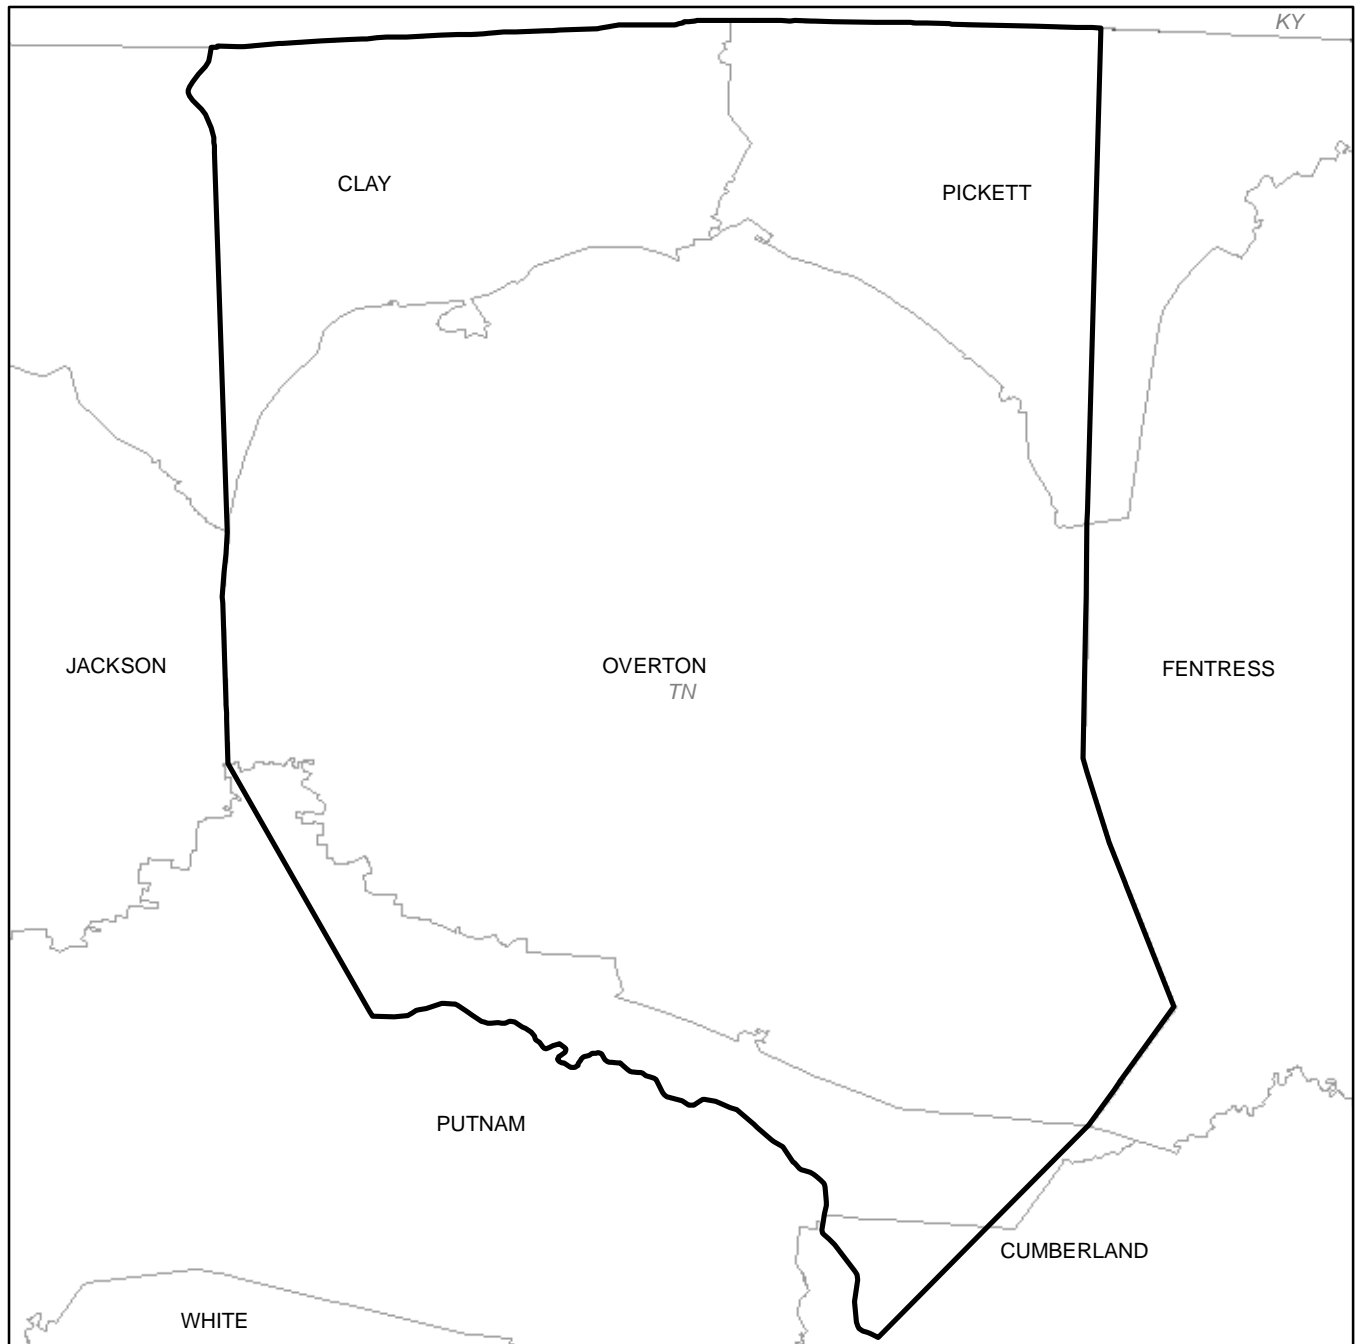 KY
CLAY
PICKETT
JACKSON
OVERTON
FENTRESS
TN
PUTNAM
CUMBERLAND
WHITE